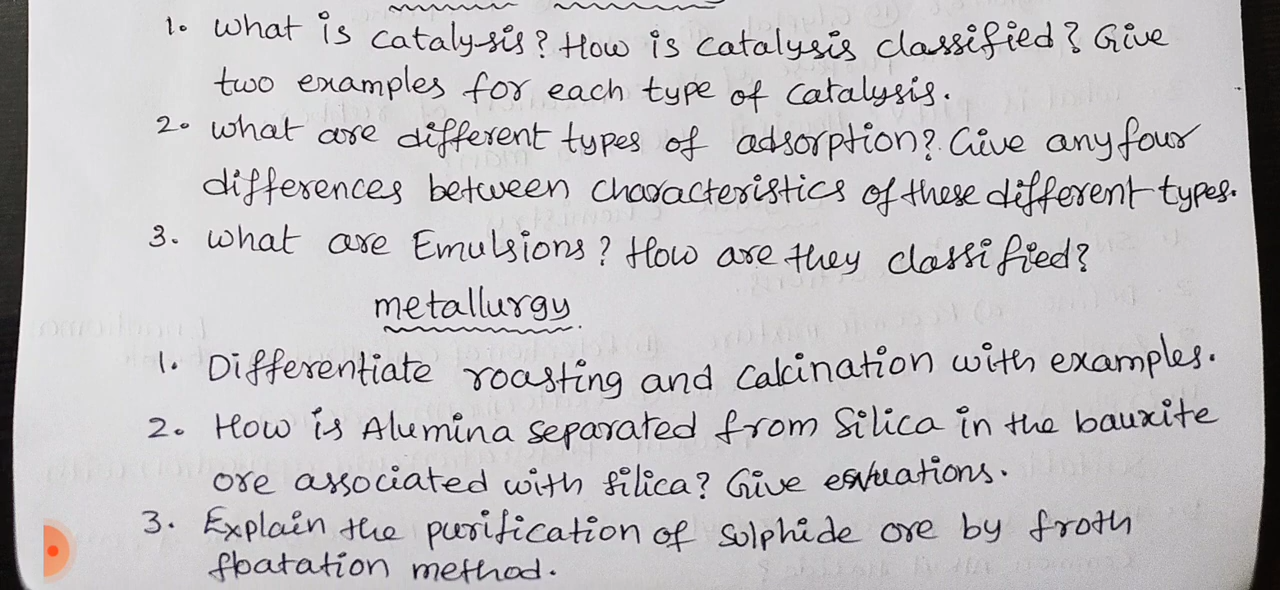 1. What is catalysis? How is catalysis classified? Give
two examples for each type of catalysis.
2. What are different types of adsorption? Give any four
differences between characteristics of these different types.
3. What are Emulsions? How are they classified?
metallurgy
1. Differentiate roasting and Calcination with examples.
2. How is Alumina separated from Silica in the bauxite
ore associated with silica? Give equations.
3. Explain the purification of sulphide ore by froth
floatation method.